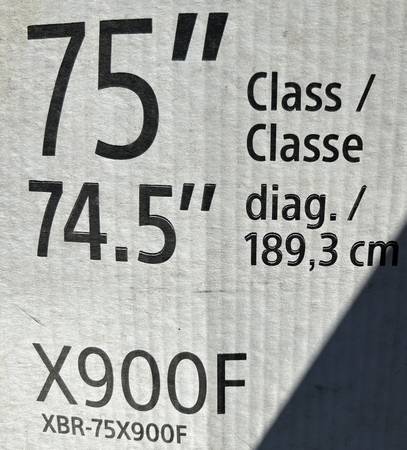 75" Class /
Classe
74.5" diag. /
189,3 cm
X900F
XBR-75X900F